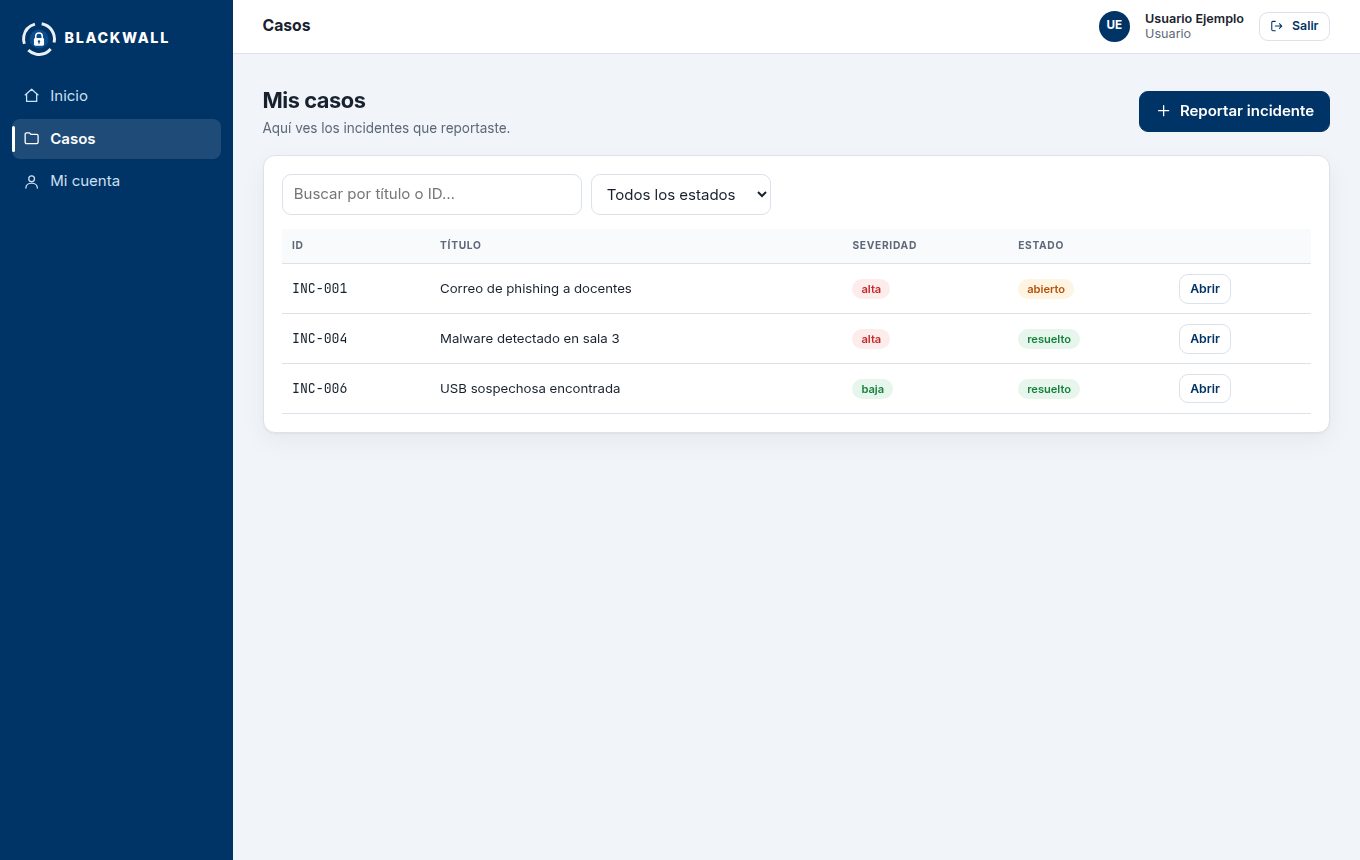 BLACKWALL
Inicio
Casos
Mi cuenta
Casos
UE
Usuario Ejemplo
Usuario
Salir
Mis casos
Aquí ves los incidentes que reportaste.
Reportar incidente
Buscar por título o ID...
Todos los estados
ID TÍTULO SEVERIDAD ESTADO
INC-001 Correo de phishing a docentes alta abierto Abrir
INC-004 Malware detectado en sala 3 alta resuelto Abrir
INC-006 USB sospechosa encontrada baja resuelto Abrir